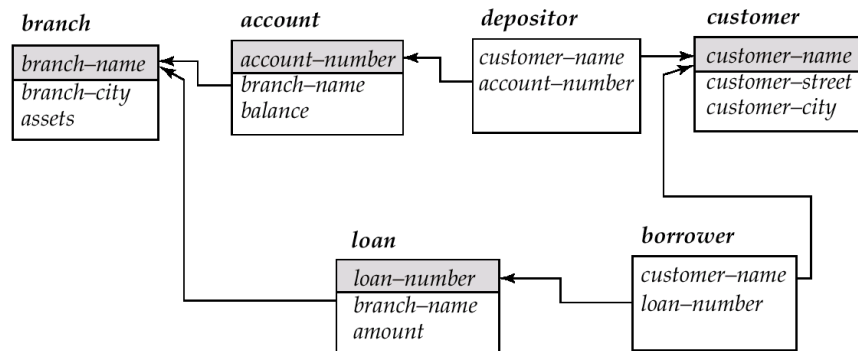 branch
branch–name
branch–city
assets
account
account–number
branch–name
balance
depositor
customer–name
account–number
customer
customer–name
customer–street
customer–city
loan
loan–number
branch–name
amount
borrower
customer–name
loan–number